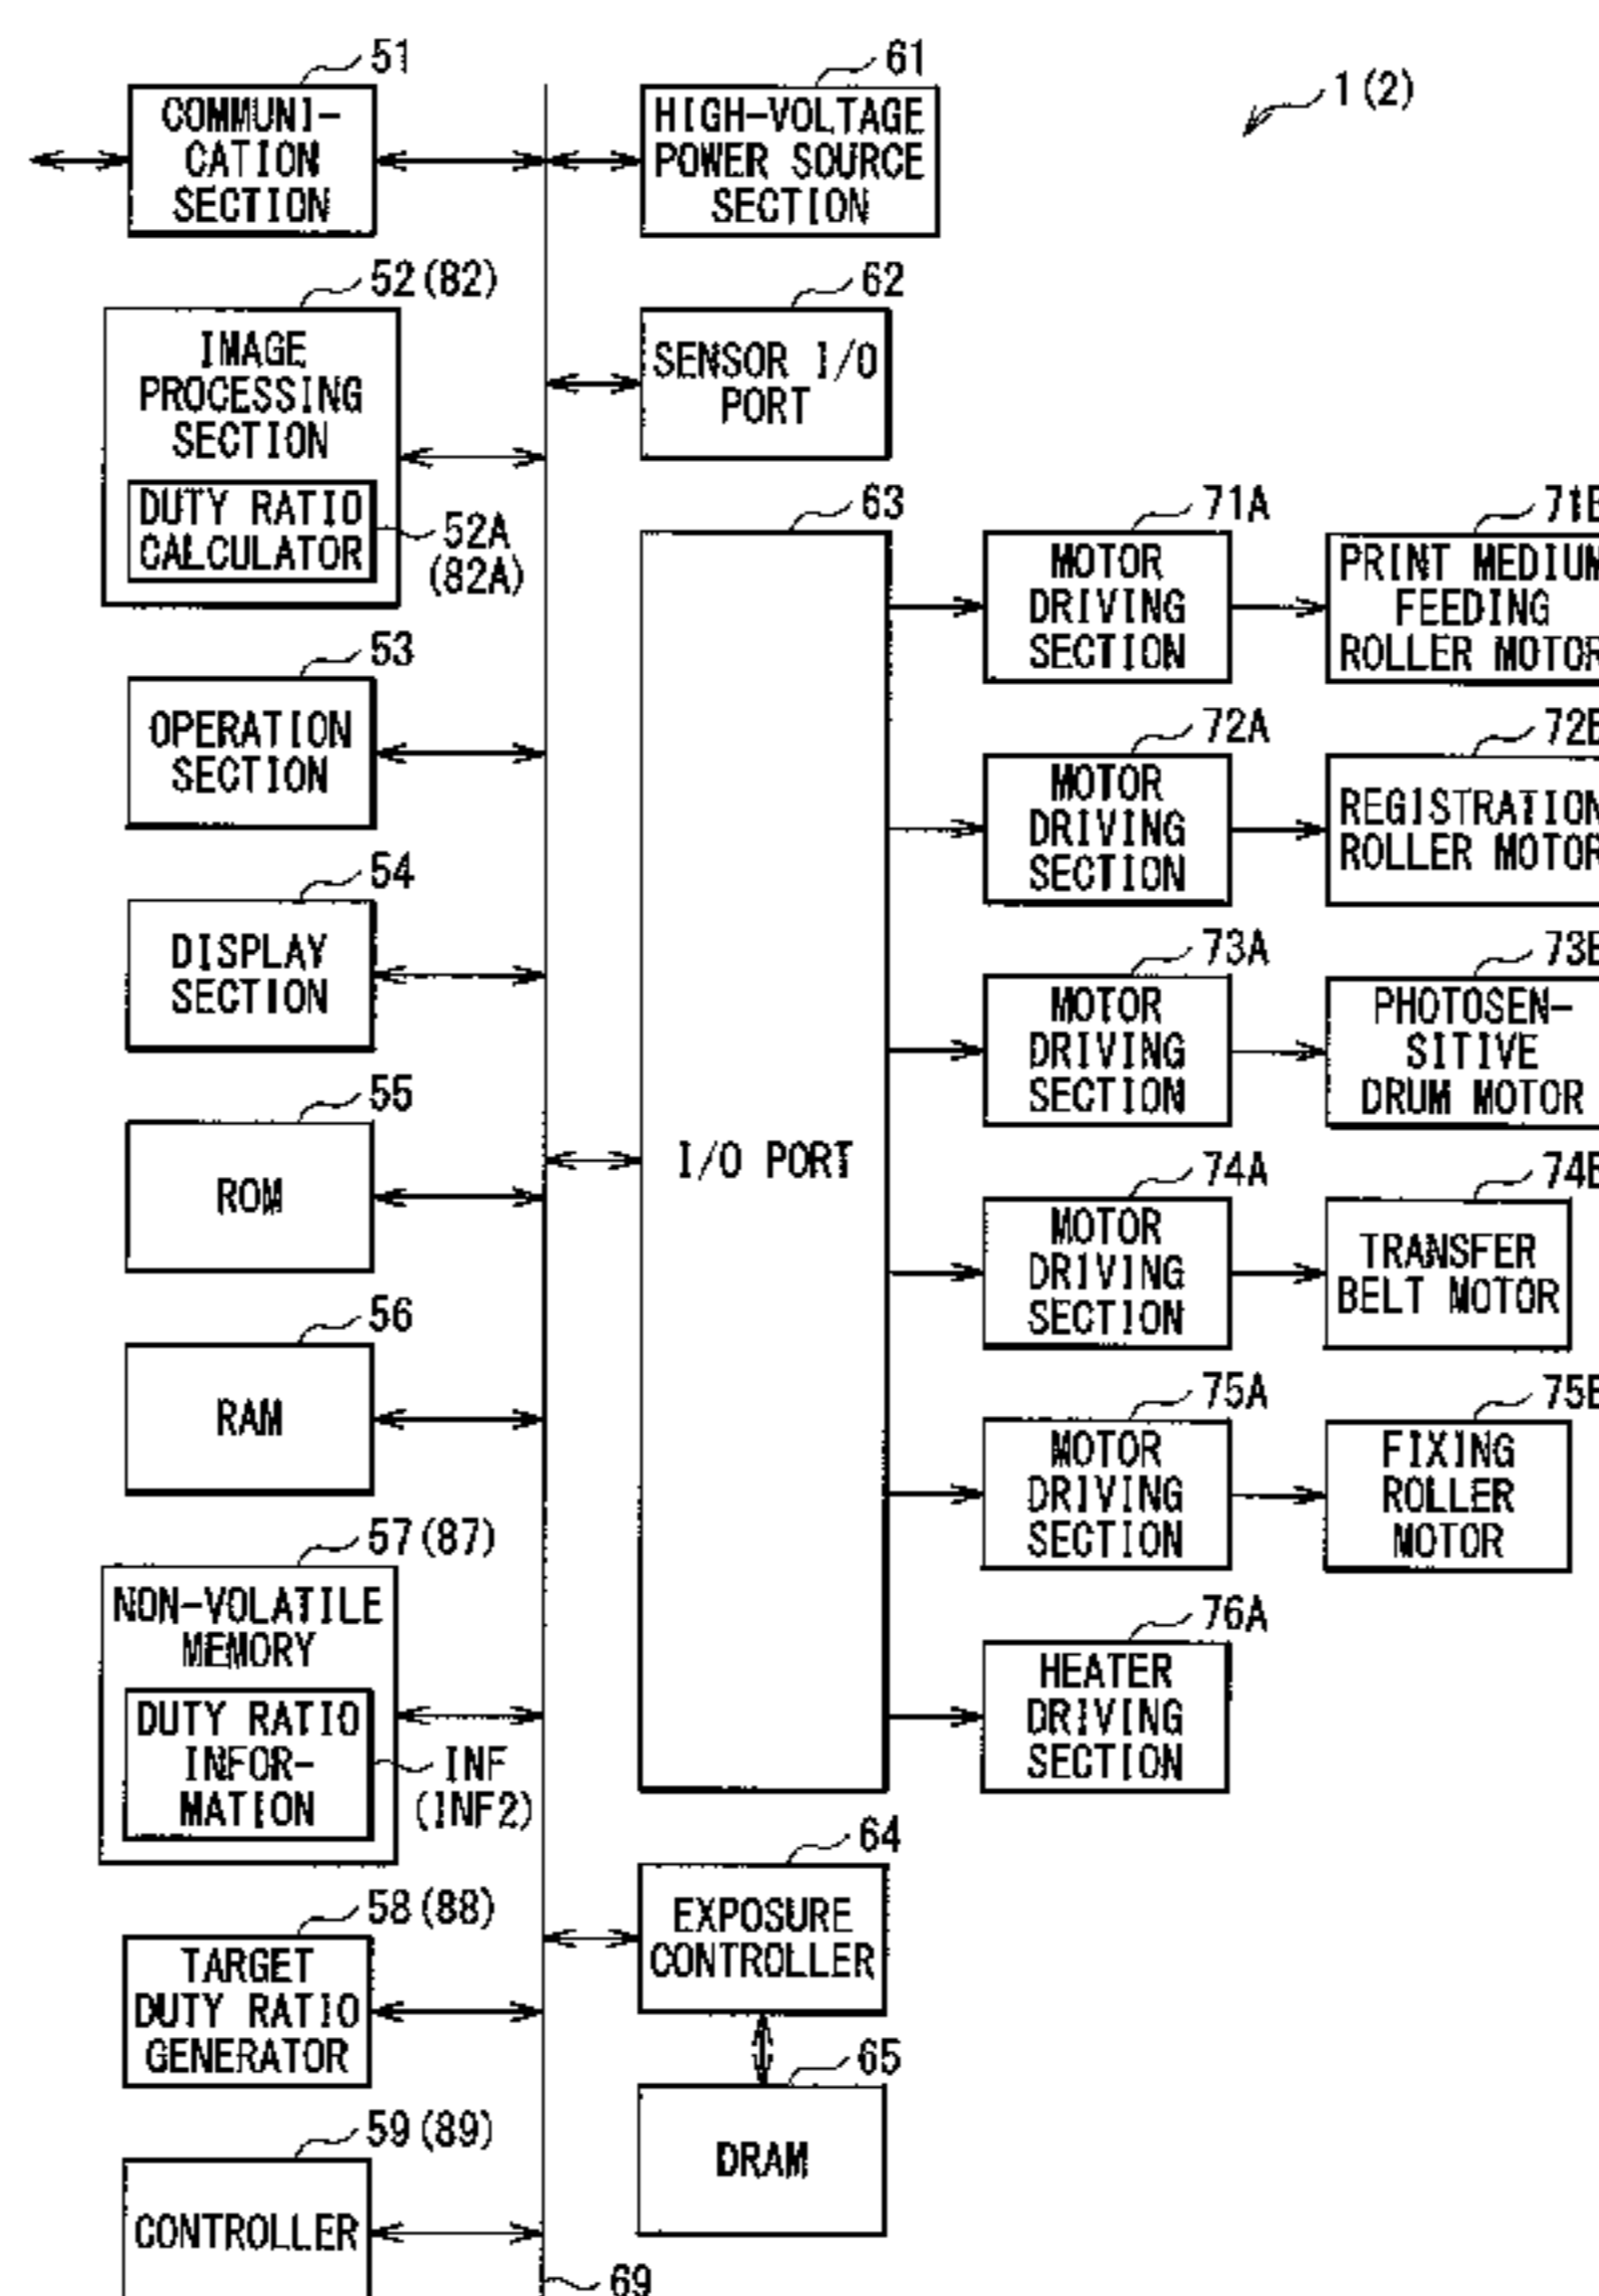 1(2)
51
COMMUNI-
CATION
SECTION
61
HIGH-VOLTAGE
POWER SOURCE
SECTION
52(82)
IMAGE
PROCESSING
SECTION
DUTY RATIO
CALCULATOR
52A
(82A)
62
SENSOR I/O
PORT
53
OPERATION
SECTION
54
DISPLAY
SECTION
55
ROM
56
RAM
57(87)
NON-VOLATILE
MEMORY
DUTY RATIO
INFOR-
MATION
INF
(INF2)
58(88)
TARGET
DUTY RATIO
GENERATOR
59(89)
CONTROLLER
69
63
I/O PORT
71A
MOTOR
DRIVING
SECTION
71B
PRINT MEDIUM
FEEDING
ROLLER MOTOR
72A
MOTOR
DRIVING
SECTION
72B
REGISTRATION
ROLLER MOTOR
73A
MOTOR
DRIVING
SECTION
73B
PHOTOSEN-
SITIVE
DRUM MOTOR
74A
MOTOR
DRIVING
SECTION
74B
TRANSFER
BELT MOTOR
75A
MOTOR
DRIVING
SECTION
75B
FIXING
ROLLER
MOTOR
76A
HEATER
DRIVING
SECTION
64
EXPOSURE
CONTROLLER
65
DRAM